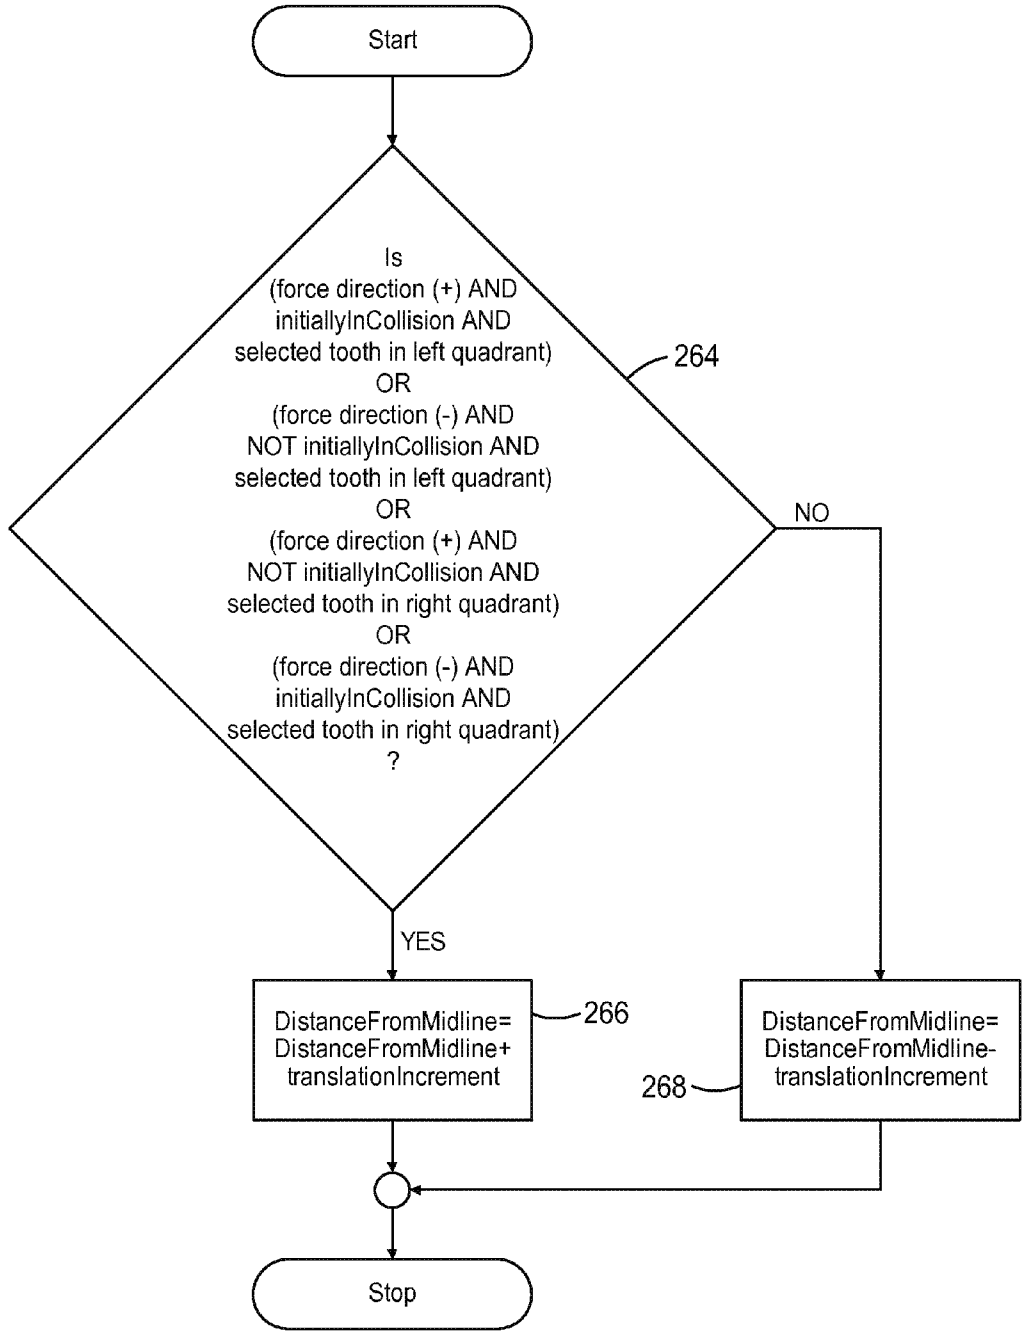 Start
Is
(force direction (+) AND
initiallyInCollision AND
selected tooth in left quadrant)
OR
(force direction (-) AND
NOT initiallyInCollision AND
selected tooth in left quadrant)
OR
(force direction (+) AND
NOT initiallyInCollision AND
selected tooth in right quadrant)
OR
(force direction (-) AND
initiallyInCollision AND
selected tooth in right quadrant)
?
264
NO
YES
DistanceFromMidline=
DistanceFromMidline+
translationIncrement
266
DistanceFromMidline=
DistanceFromMidline-
translationIncrement
268
Stop